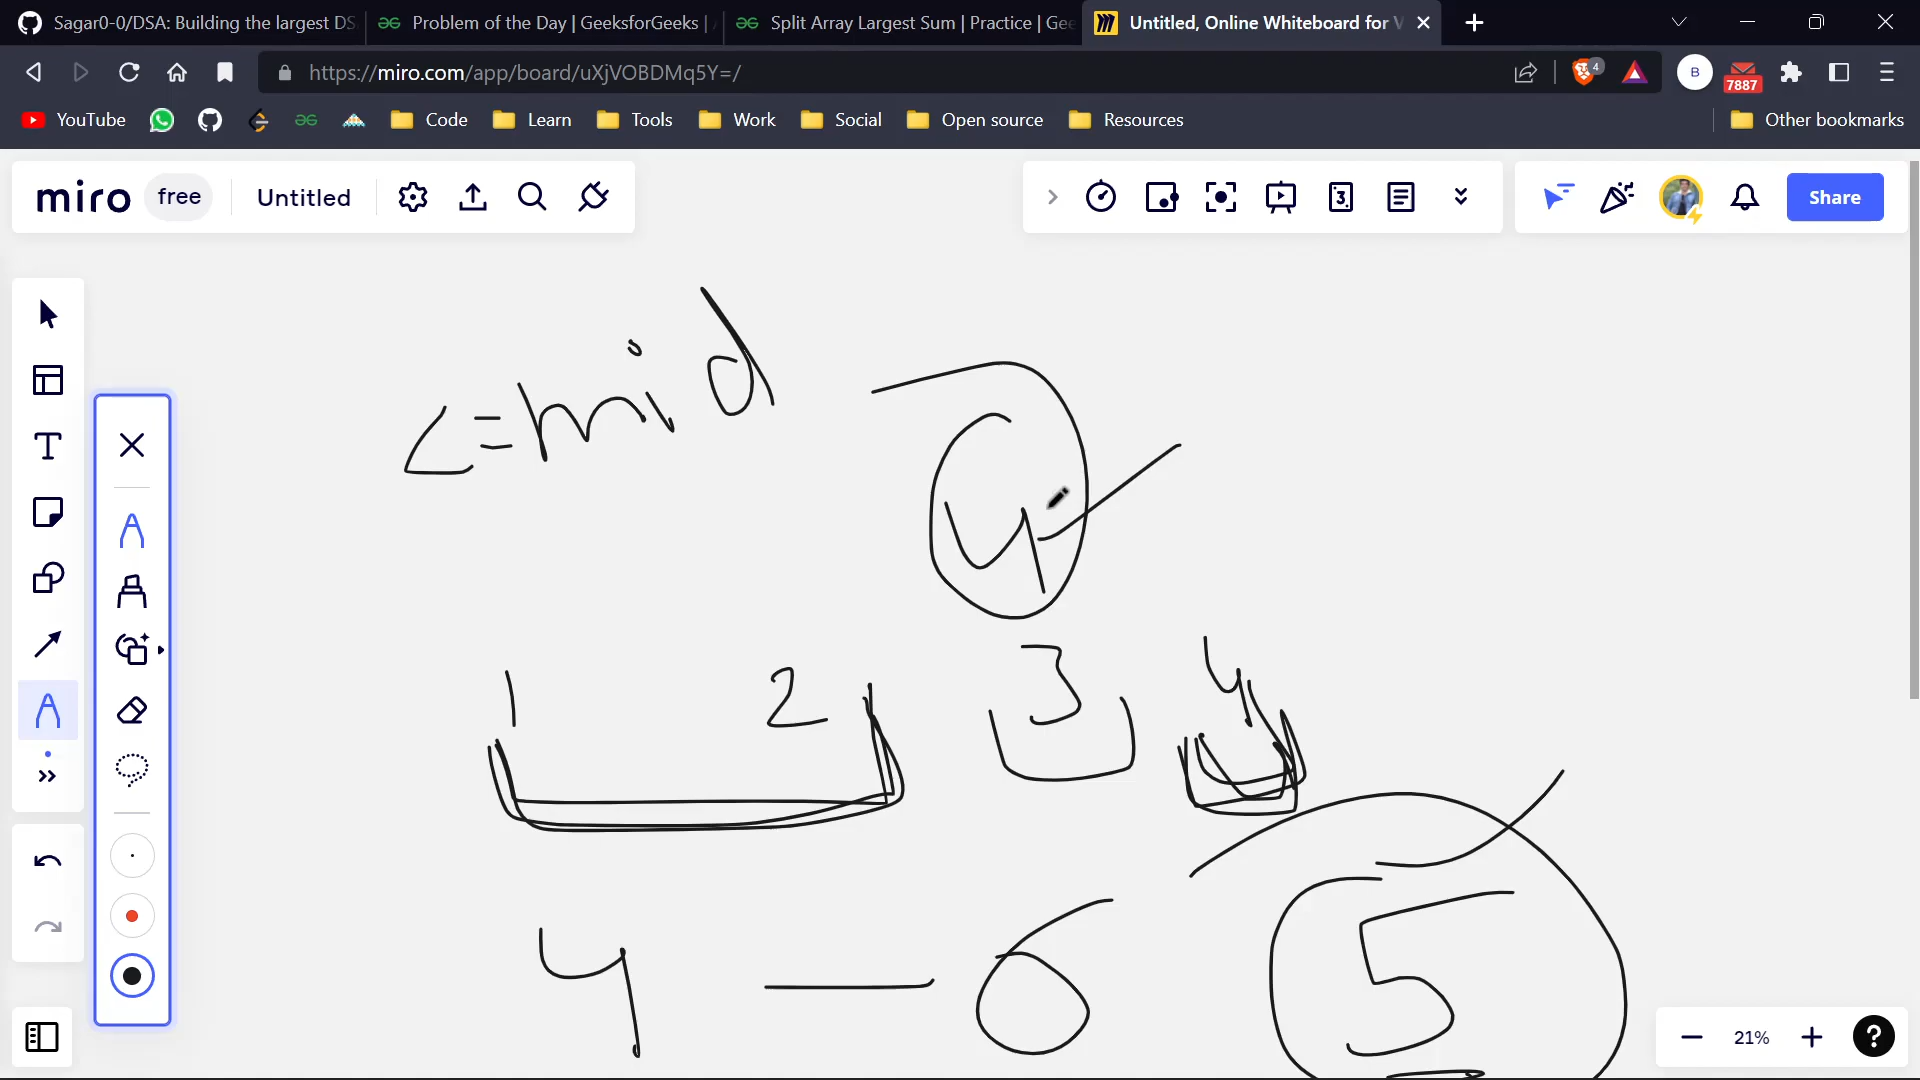 Sagar0-0/DSA: Building the largest DS
Problem of the Day | GeeksforGeeks |
Split Array Largest Sum | Practice | Gee
Untitled, Online Whiteboard for V
https://miro.com/app/board/uXjVOBDMq5Y=/
4
B
7887
YouTube
Code
Learn
Tools
Work
Social
Open source
Resources
Other bookmarks
miro free Untitled
3
Share
<=mid
4
1 2 3 4
4 — 6 5
21%
?